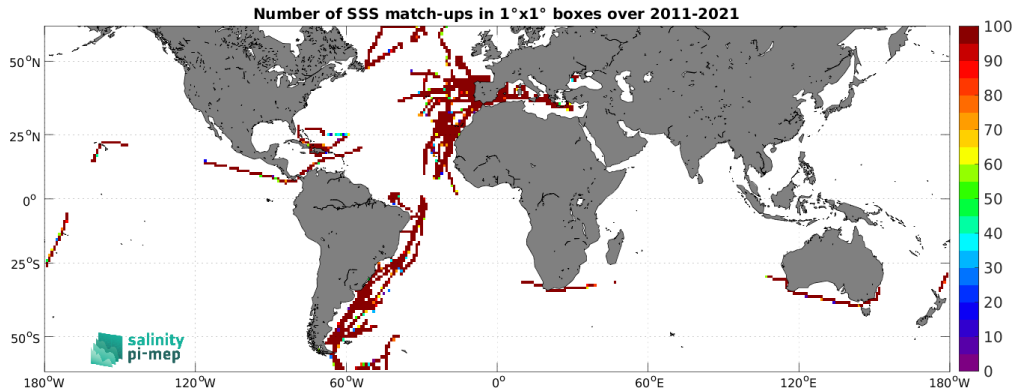 Number of SSS match-ups in 1°x1° boxes over 2011-2021
50°N
25°N
0°
25°S
50°S
180°W
120°W
60°W
0°
60°E
120°E
180°W
100
90
80
70
60
50
40
30
20
10
0
salinity
pi-mep